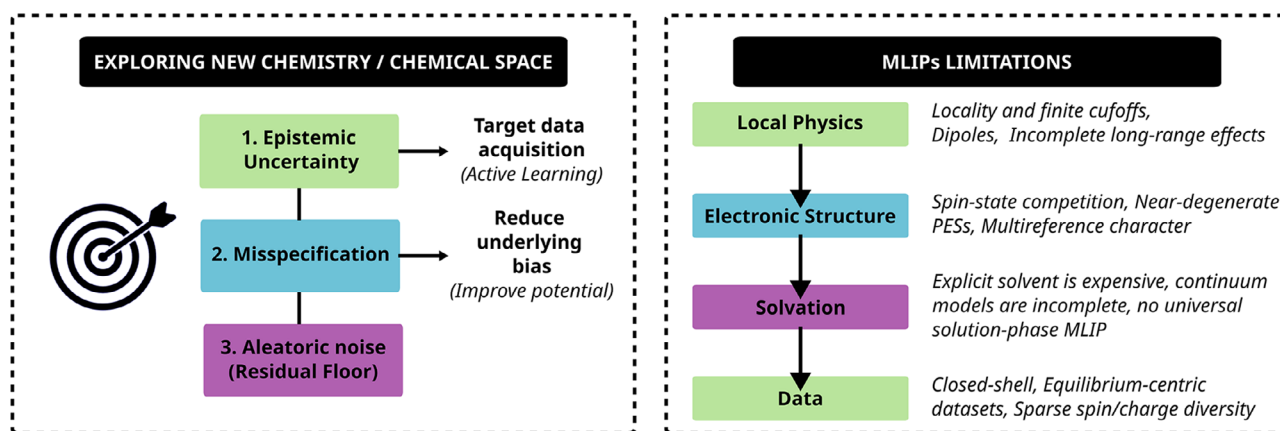 EXPLORING NEW CHEMISTRY / CHEMICAL SPACE
1. Epistemic
Uncertainty
Target data
acquisition
(Active Learning)
2. Misspecification
Reduce
underlying
bias
(Improve potential)
3. Aleatoric noise
(Residual Floor)
MLIPs LIMITATIONS
Local Physics
Locality and finite cufoffs,
Dipoles, Incomplete long-range effects
Electronic Structure
Spin-state competition, Near-degenerate
PESs, Multireference character
Solvation
Explicit solvent is expensive, continuum
models are incomplete, no universal
solution-phase MLIP
Data
Closed-shell, Equilibrium-centric
datasets, Sparse spin/charge diversity